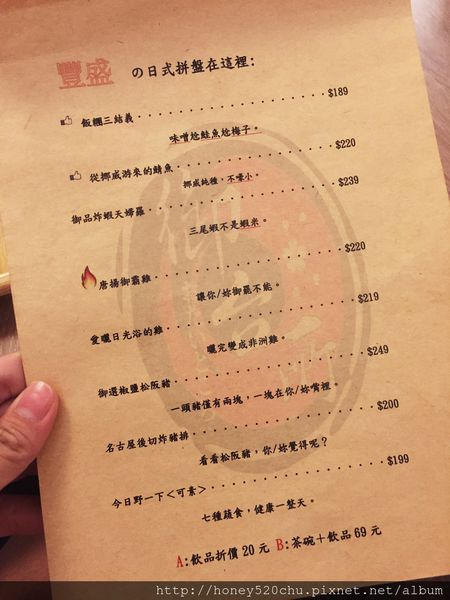 豐盛 の日式拼盤在這裡:
飯糰三結義 $189
味噌尬鮭魚尬梅子。
從挪威游來的鯖魚 $220
挪威純種,不嚎小。
御品炸蝦天婦羅 $239
三尾蝦不是蝦米。
唐揚御霸雞 $220
讓你/妳御罷不能。
愛曬日光浴的雞 $219
曬完變成非洲雞。
御選椒鹽松阪豬 $249
一頭豬僅有兩塊,一塊在你/妳嘴裡。
名古屋後切炸豬排 $200
看看松阪豬,你/妳覺得呢?
今日野一下<可素> $199
七種蔬食,健康一整天。
A:飲品折價 20 元 B:茶碗+飲品 69 元
http://honey520chu.pixnet.net/album